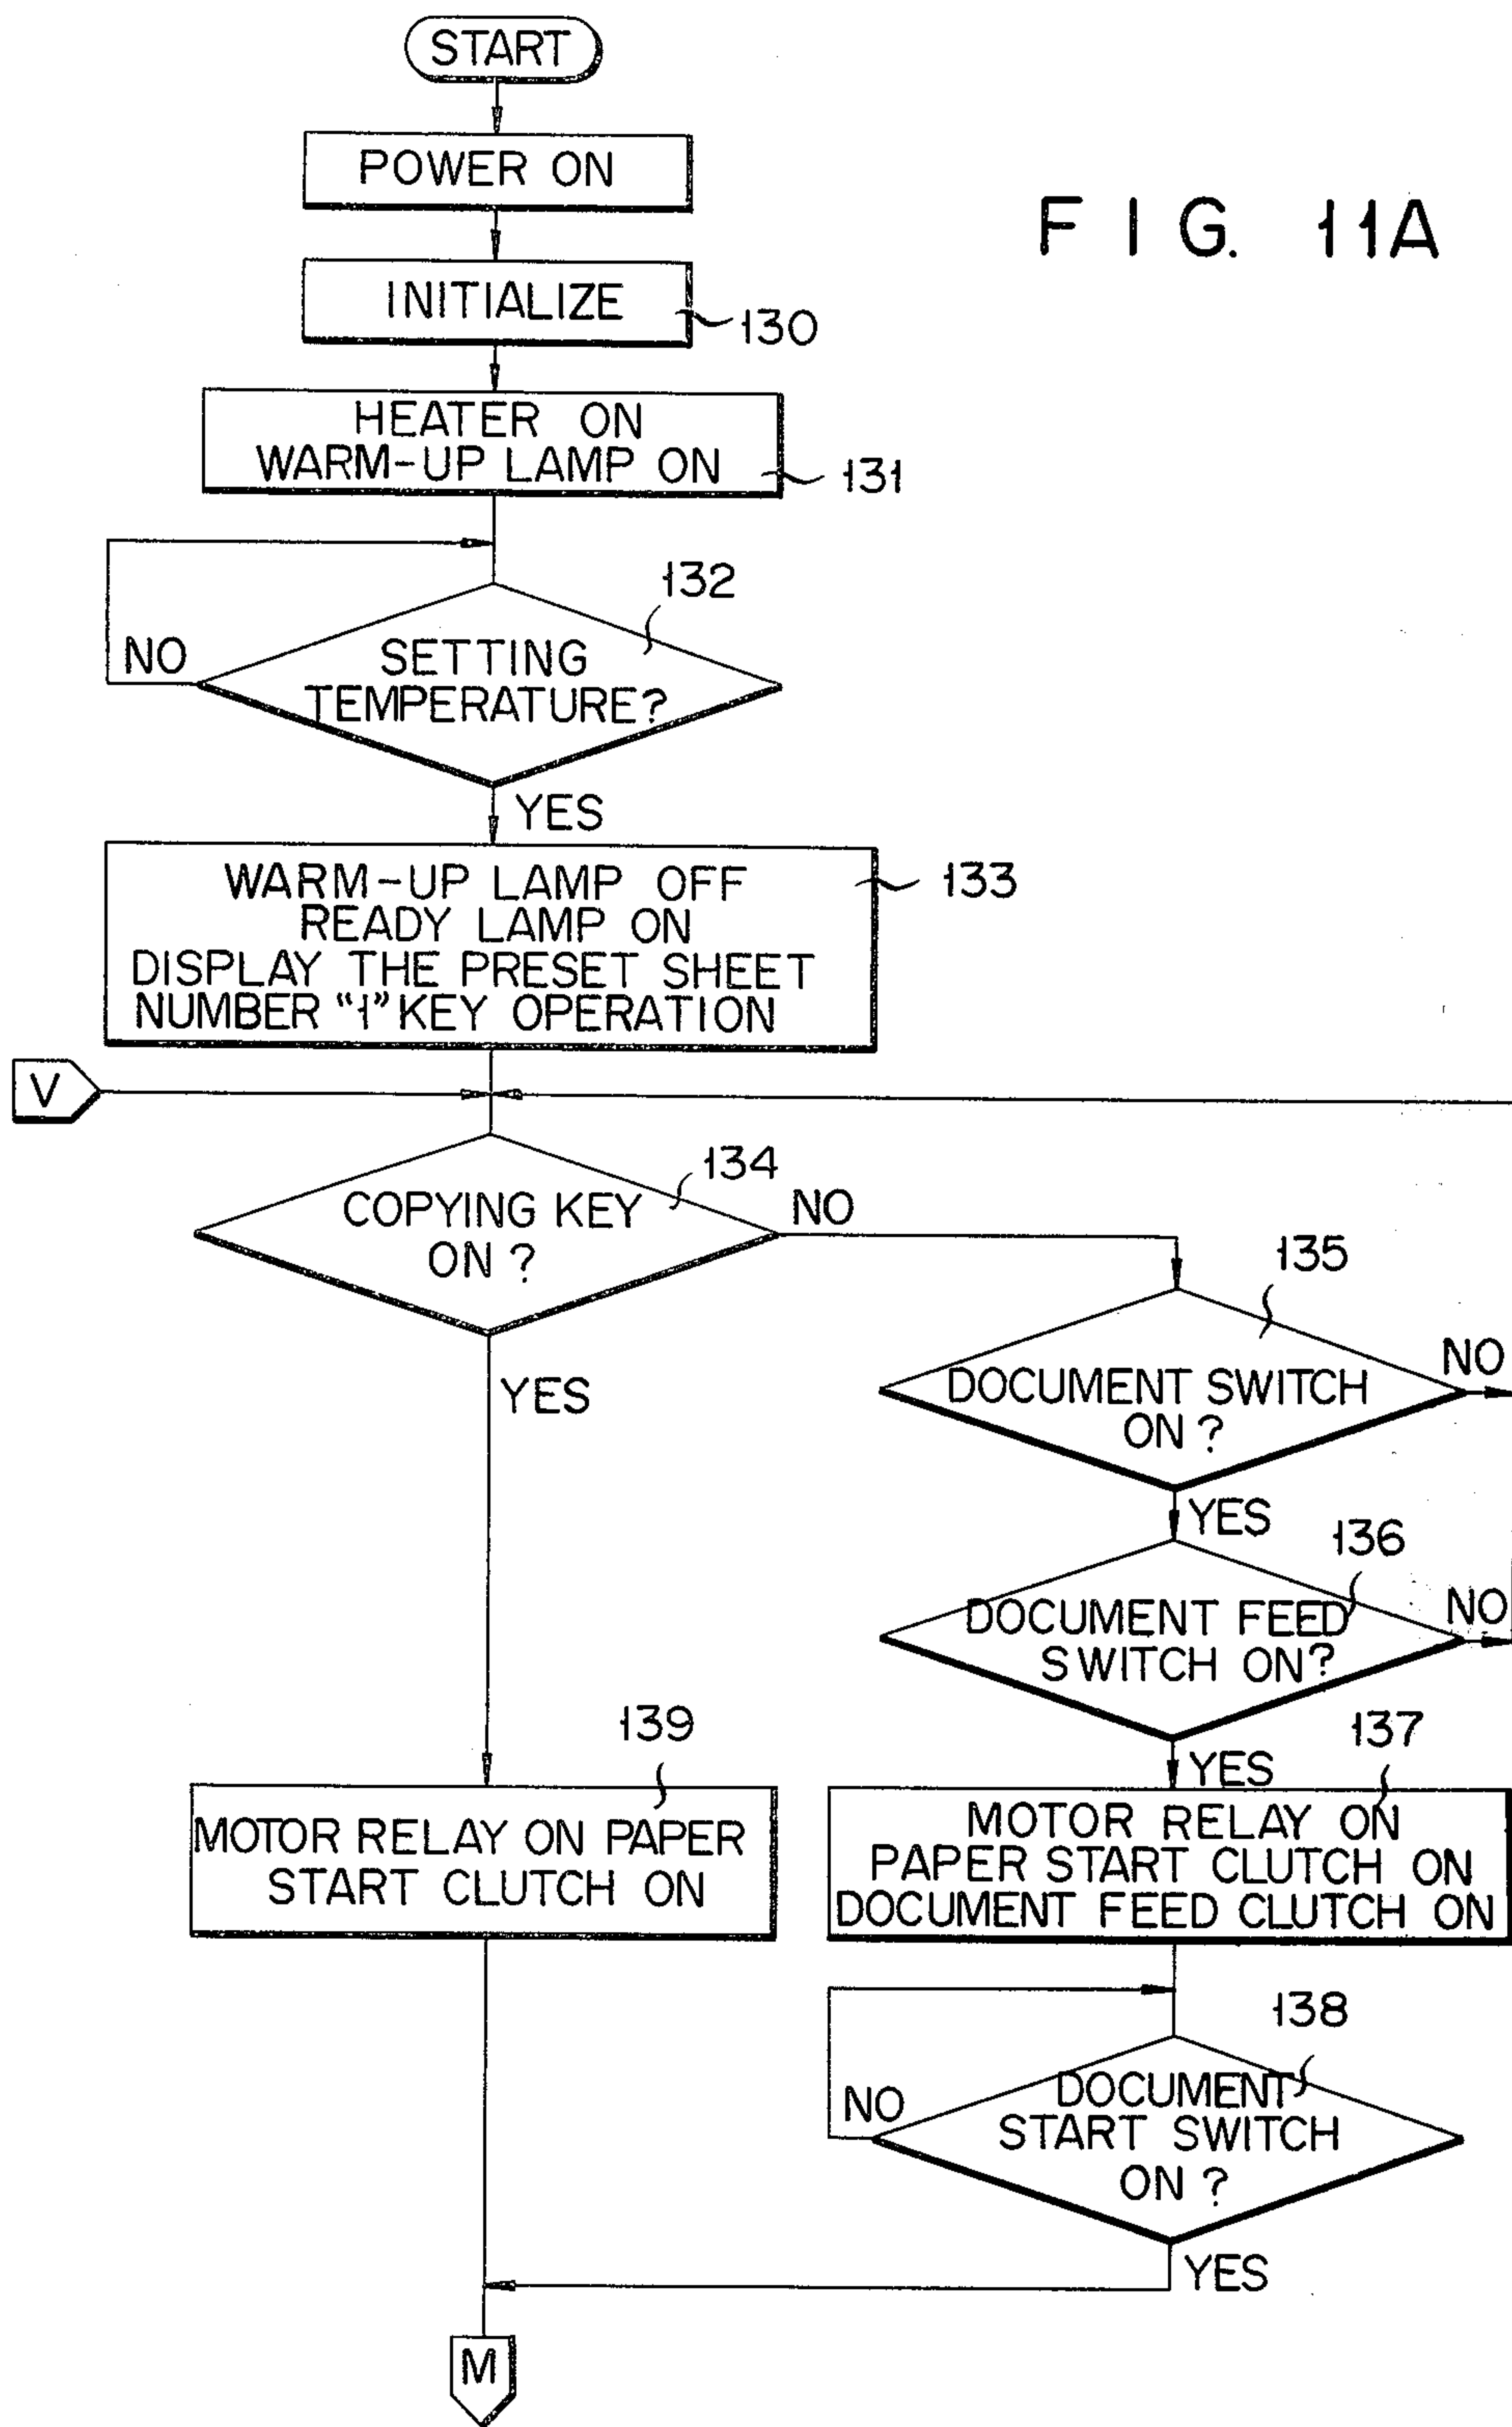 START
POWER ON
FIG. 11A
INITIALIZE
130
HEATER ON
WARM-UP LAMP ON
131
132
NO
SETTING
TEMPERATURE?
YES
WARM-UP LAMP OFF
READY LAMP ON
DISPLAY THE PRESET SHEET
NUMBER "1" KEY OPERATION
133
V
134
COPYING KEY
ON?
NO
YES
135
DOCUMENT SWITCH
ON?
NO
YES
136
DOCUMENT FEED
SWITCH ON?
NO
YES
139
MOTOR RELAY ON PAPER
START CLUTCH ON
137
MOTOR RELAY ON
PAPER START CLUTCH ON
DOCUMENT FEED CLUTCH ON
138
NO
DOCUMENT
START SWITCH
ON?
YES
M